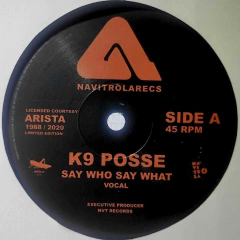 NAVITROLARECS
LICENSED COURTESY
ARISTA
1988 / 2020
LIMITED EDITION
SIDE A
45 RPM
K9 POSSE
SAY WHO SAY WHAT
VOCAL
EXECUTIVE PRODUCER
NVT RECORDS